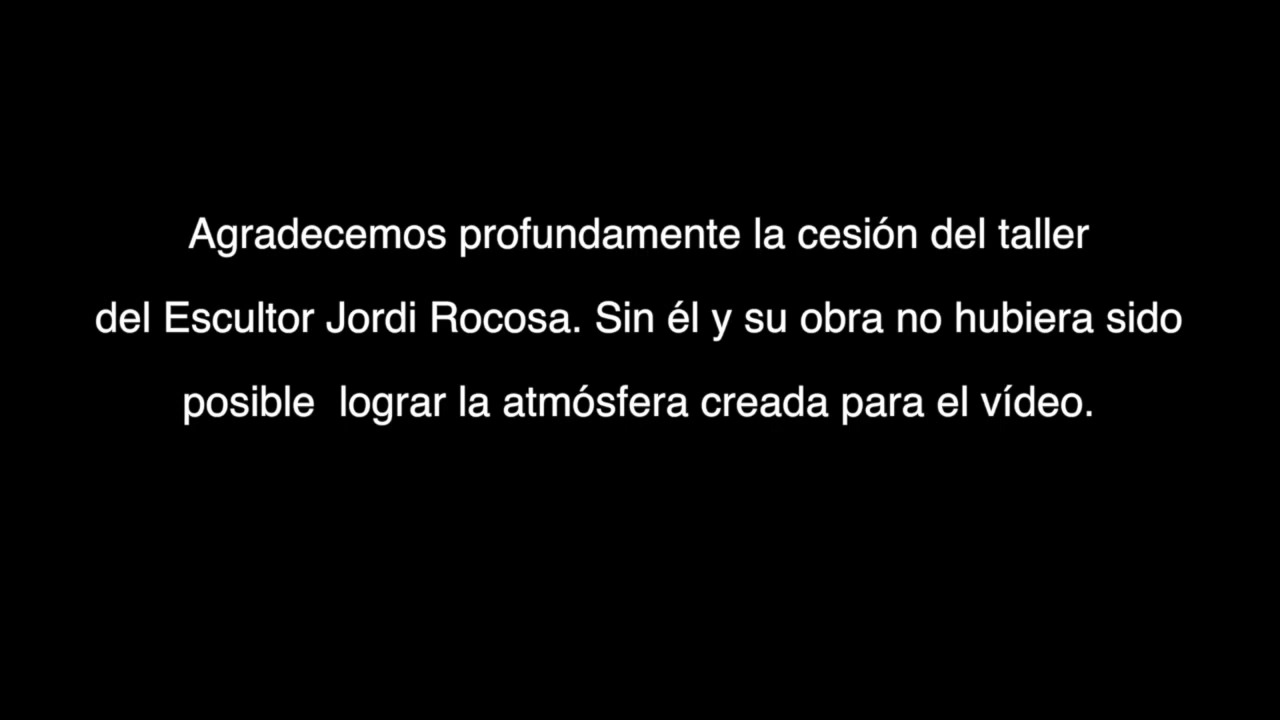 Agradecemos profundamente la cesión del taller
del Escultor Jordi Rocosa. Sin él y su obra no hubiera sido
posible  lograr la atmósfera creada para el vídeo.